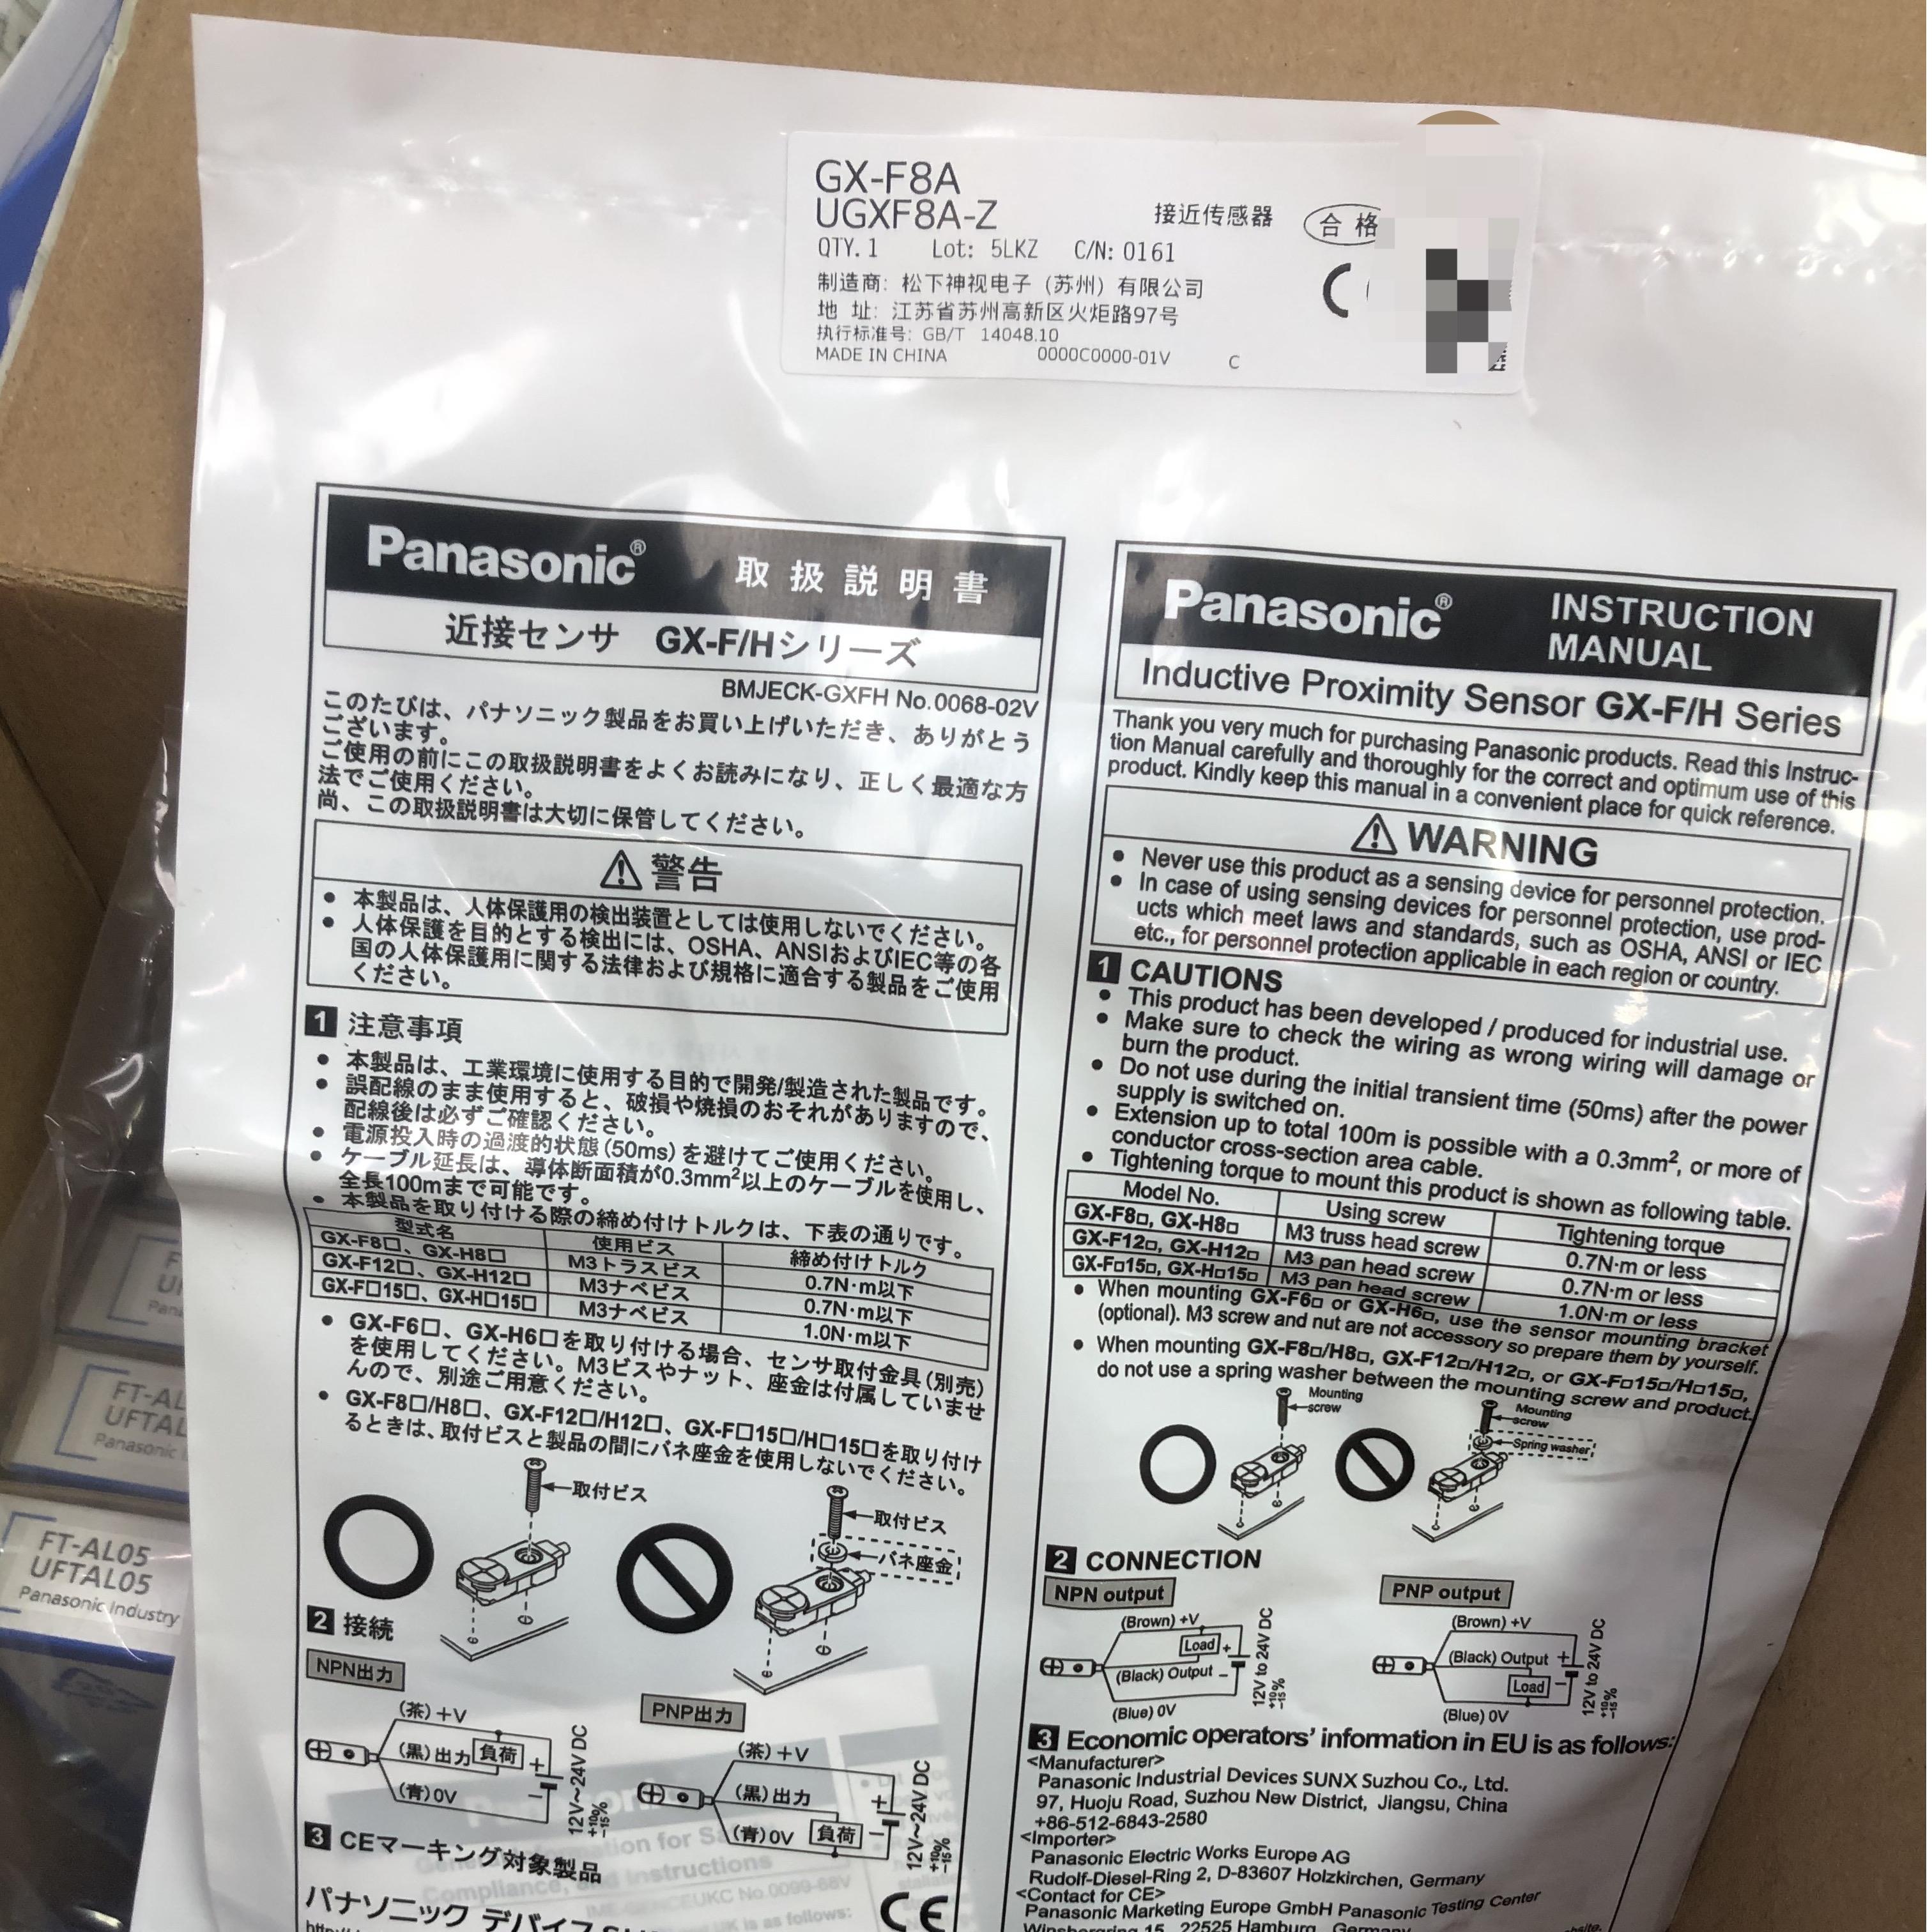 GX-F8A
UGXF8A-Z
接近传感器
合格
QTY. 1 Lot: 5LKZ C/N: 0161
制造商: 松下神视电子（苏州）有限公司
地 址: 江苏省苏州高新区火炬路97号
执行标准号: GB/T 14048.10
MADE IN CHINA 0000C0000-01V C
Panasonic® 取扱説明書
近接センサ GX-F/Hシリーズ
BMJECK-GXFH No.0068-02V
このたびは、パナソニック製品をお買い上げいただき、ありがとう
ございます。
ご使用の前にこの取扱説明書をよくお読みになり、正しく最適な方
法でご使用ください。
尚、この取扱説明書は大切に保管してください。
⚠ 警告
● 本製品は、人体保護用の検出装置としては使用しないでください。
● 人体保護を目的とする検出には、OSHA、ANSIおよびIEC等の各
国の人体保護用に関する法律および規格に適合する製品をご使用
ください。
1 注意事項
● 本製品は、工業環境に使用する目的で開発/製造された製品です。
● 誤配線のまま使用すると、破損や焼損のおそれがありますので、
配線後は必ずご確認ください。
● 電源投入時の過渡的状態(50ms)を避けてご使用ください。
● ケーブル延長は、導体断面積が0.3mm²以上のケーブルを使用し、
全長100mまで可能です。
● 本製品を取り付ける際の締め付けトルクは、下表の通りです。
型式名 使用ビス 締め付けトルク
GX-F8□、GX-H8□ M3トラスビス 0.7N·m以下
GX-F12□、GX-H12□ M3ナベビス 0.7N·m以下
GX-F□15□、GX-H□15□ M3ナベビス 1.0N·m以下
● GX-F6□、GX-H6□を取り付ける場合、センサ取付金具(別売)
を使用してください。M3ビスやナット、座金は付属していませ
んので、別途ご用意ください。
● GX-F8□/H8□、GX-F12□/H12□、GX-F□15□/H□15□を取り付け
るときは、取付ビスと製品の間にバネ座金を使用しないでください。
取付ビス
取付ビス
バネ座金
2 接続
NPN出力
(茶)+V
(黒)出力 負荷
(青)0V
+
−
12V~24V DC
+10%
−15%
PNP出力
(茶)+V
(黒)出力
(青)0V 負荷
+
−
12V~24V DC
+10%
−15%
3 CEマーキング対象製品
パナソニック デバイスSU
CE
Panasonic® INSTRUCTION
MANUAL
Inductive Proximity Sensor GX-F/H Series
Thank you very much for purchasing Panasonic products. Read this Instruc-
tion Manual carefully and thoroughly for the correct and optimum use of this
product. Kindly keep this manual in a convenient place for quick reference.
⚠ WARNING
● Never use this product as a sensing device for personnel protection.
● In case of using sensing devices for personnel protection, use prod-
ucts which meet laws and standards, such as OSHA, ANSI or IEC
etc., for personnel protection applicable in each region or country.
1 CAUTIONS
● This product has been developed / produced for industrial use.
● Make sure to check the wiring as wrong wiring will damage or
burn the product.
● Do not use during the initial transient time (50ms) after the power
supply is switched on.
● Extension up to total 100m is possible with a 0.3mm², or more of
conductor cross-section area cable.
● Tightening torque to mount this product is shown as following table.
Model No. Using screw Tightening torque
GX-F8□, GX-H8□ M3 truss head screw 0.7N·m or less
GX-F12□, GX-H12□ M3 pan head screw 0.7N·m or less
GX-F□15□, GX-H□15□ M3 pan head screw 1.0N·m or less
● When mounting GX-F6□ or GX-H6□, use the sensor mounting bracket
(optional). M3 screw and nut are not accessory so prepare them by yourself.
● When mounting GX-F8□/H8□, GX-F12□/H12□, or GX-F□15□/H□15□,
do not use a spring washer between the mounting screw and product.
Mounting
screw
Mounting
screw
Spring washer
2 CONNECTION
NPN output
(Brown) +V
Load
(Black) Output
(Blue) 0V
+
−
12V to 24V DC
+10%
−15%
PNP output
(Brown) +V
(Black) Output
Load
(Blue) 0V
+
−
12V to 24V DC
+10%
−15%
3 Economic operators' information in EU is as follows:
<Manufacturer>
Panasonic Industrial Devices SUNX Suzhou Co., Ltd.
97, Huoju Road, Suzhou New District, Jiangsu, China
+86-512-6843-2580
<Importer>
Panasonic Electric Works Europe AG
Rudolf-Diesel-Ring 2, D-83607 Holzkirchen, Germany
<Contact for CE>
Panasonic Marketing Europe GmbH Panasonic Testing Center
Winsbergring 15, 22525 Hamburg, Germany
FT-AL
UFTAL
Panasonic
FT-AL05
UFTAL05
Panasonic Industry